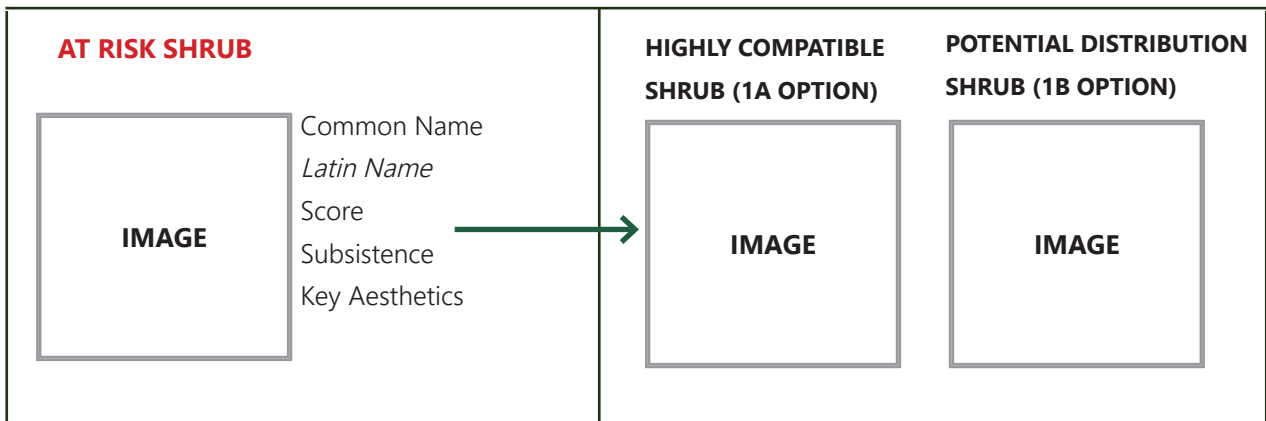 AT RISK SHRUB
IMAGE
Common Name
Latin Name
Score
Subsistence
Key Aesthetics
HIGHLY COMPATIBLE
SHRUB (1A OPTION)
IMAGE
POTENTIAL DISTRIBUTION
SHRUB (1B OPTION)
IMAGE